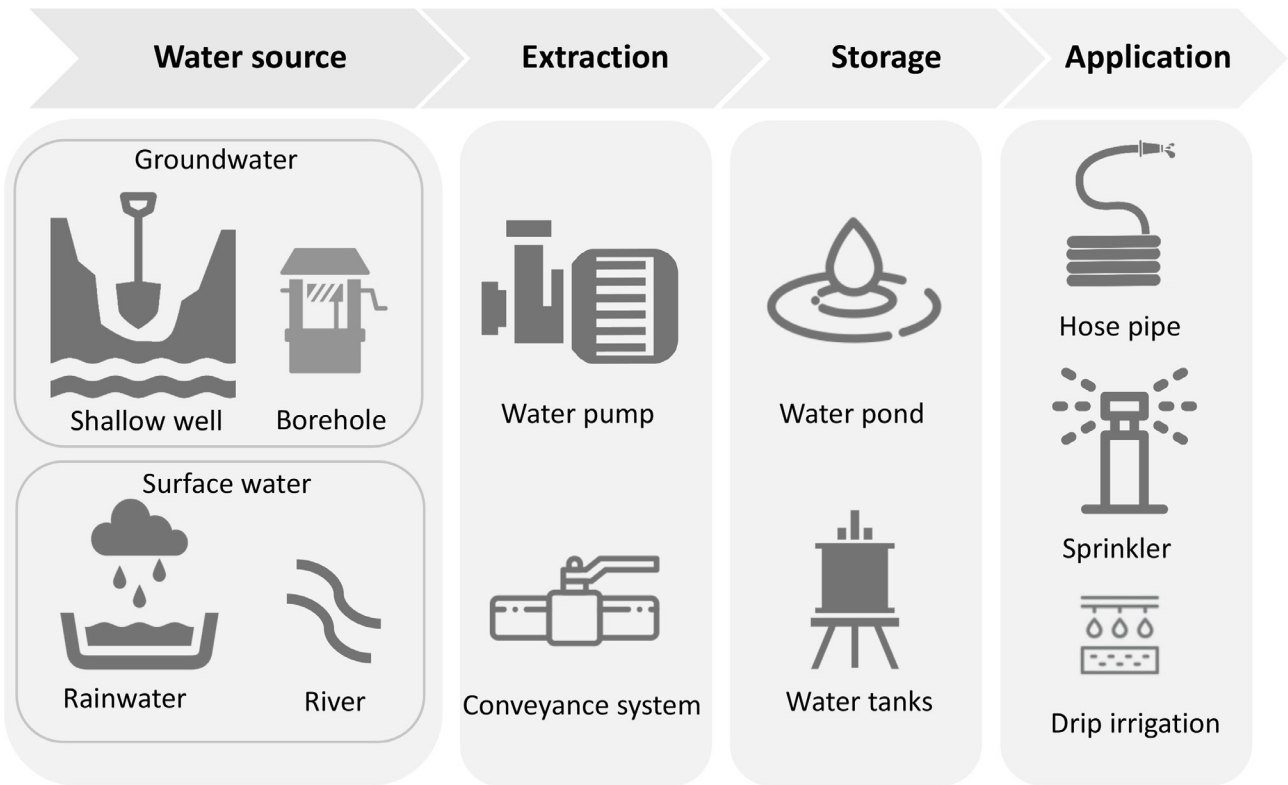 Water source
Extraction
Storage
Application
Groundwater
Shallow well
Borehole
Surface water
Rainwater
River
Water pump
Conveyance system
Water pond
Water tanks
Hose pipe
Sprinkler
Drip irrigation